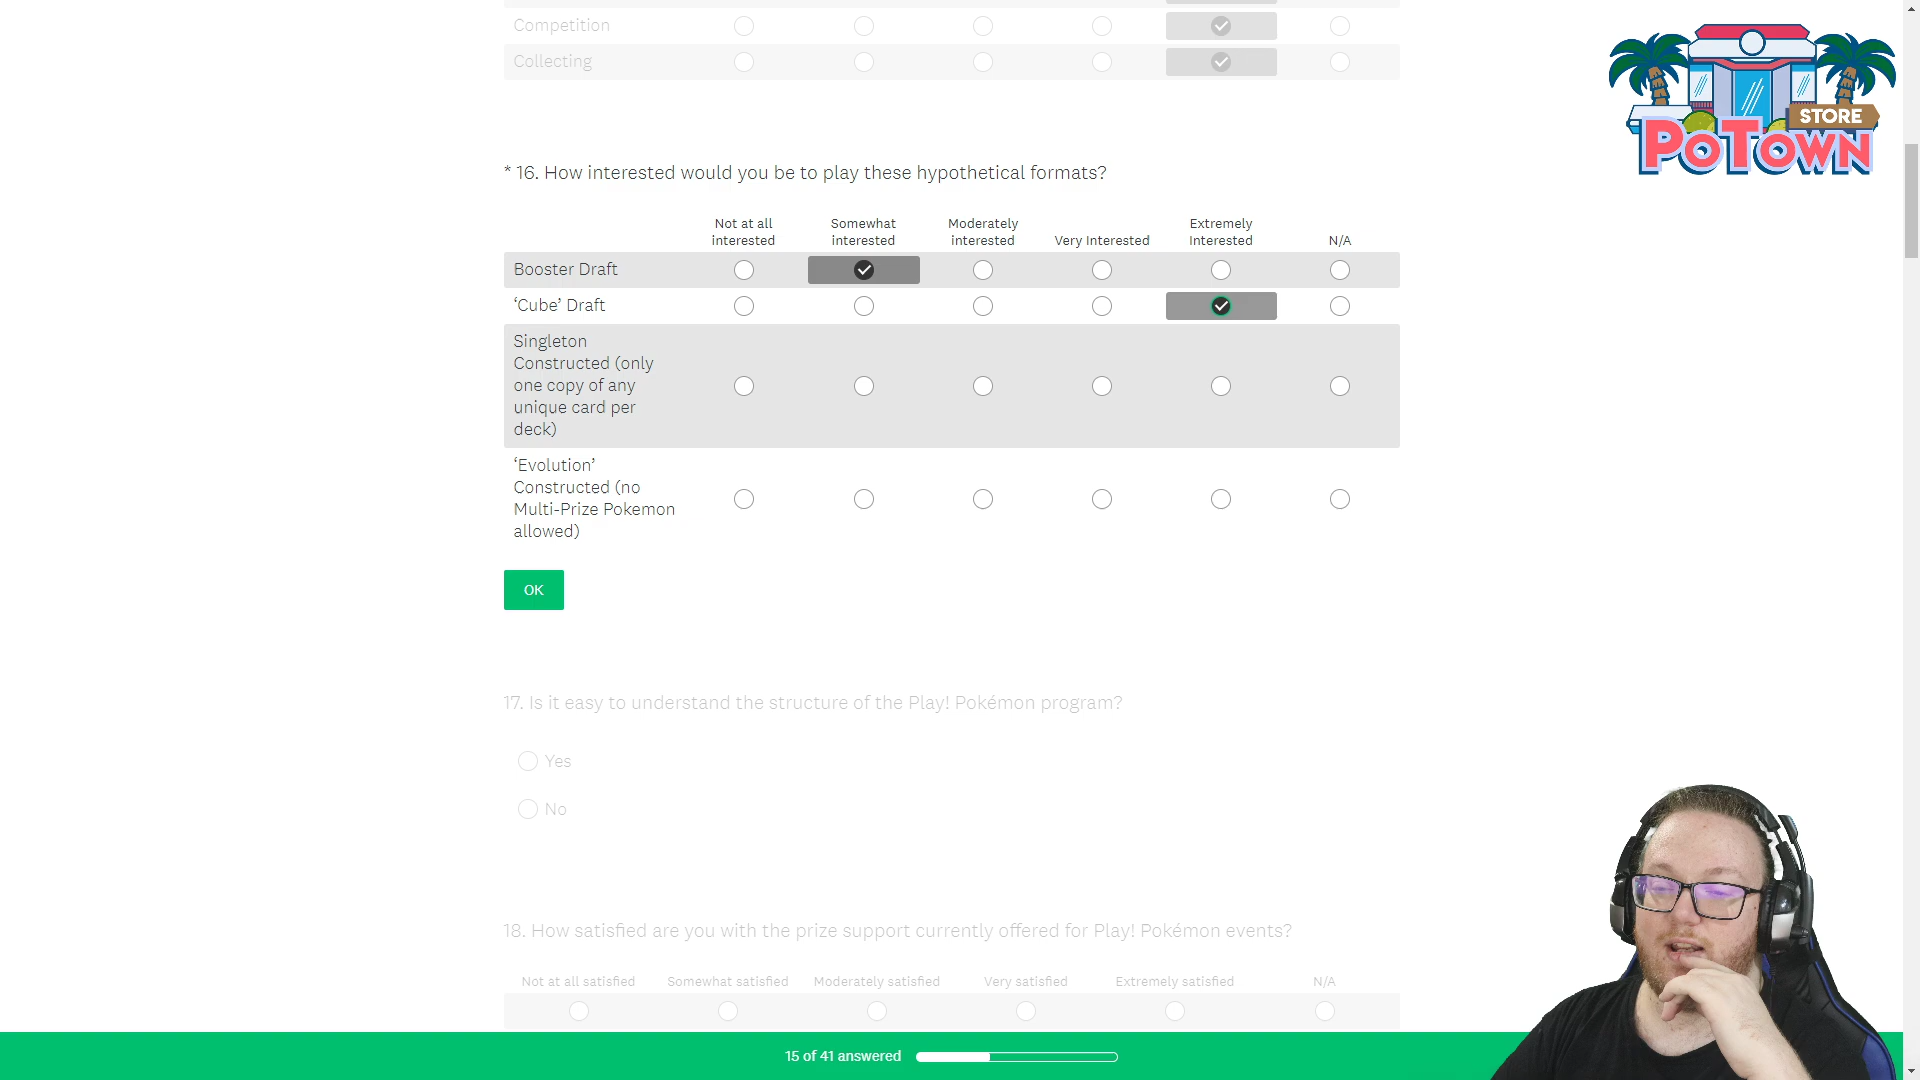 Competition
Collecting
STORE
POTOWN
* 16. How interested would you be to play these hypothetical formats?
Not at all interested
Somewhat interested
Moderately interested
Very Interested
Extremely Interested
N/A
Booster Draft
‘Cube’ Draft
Singleton
Constructed (only
one copy of any
unique card per
deck)
‘Evolution’
Constructed (no
Multi-Prize Pokemon
allowed)
OK
17. Is it easy to understand the structure of the Play! Pokémon program?
Yes
No
18. How satisfied are you with the prize support currently offered for Play! Pokémon events?
Not at all satisfied
Somewhat satisfied
Moderately satisfied
Very satisfied
Extremely satisfied
N/A
15 of 41 answered